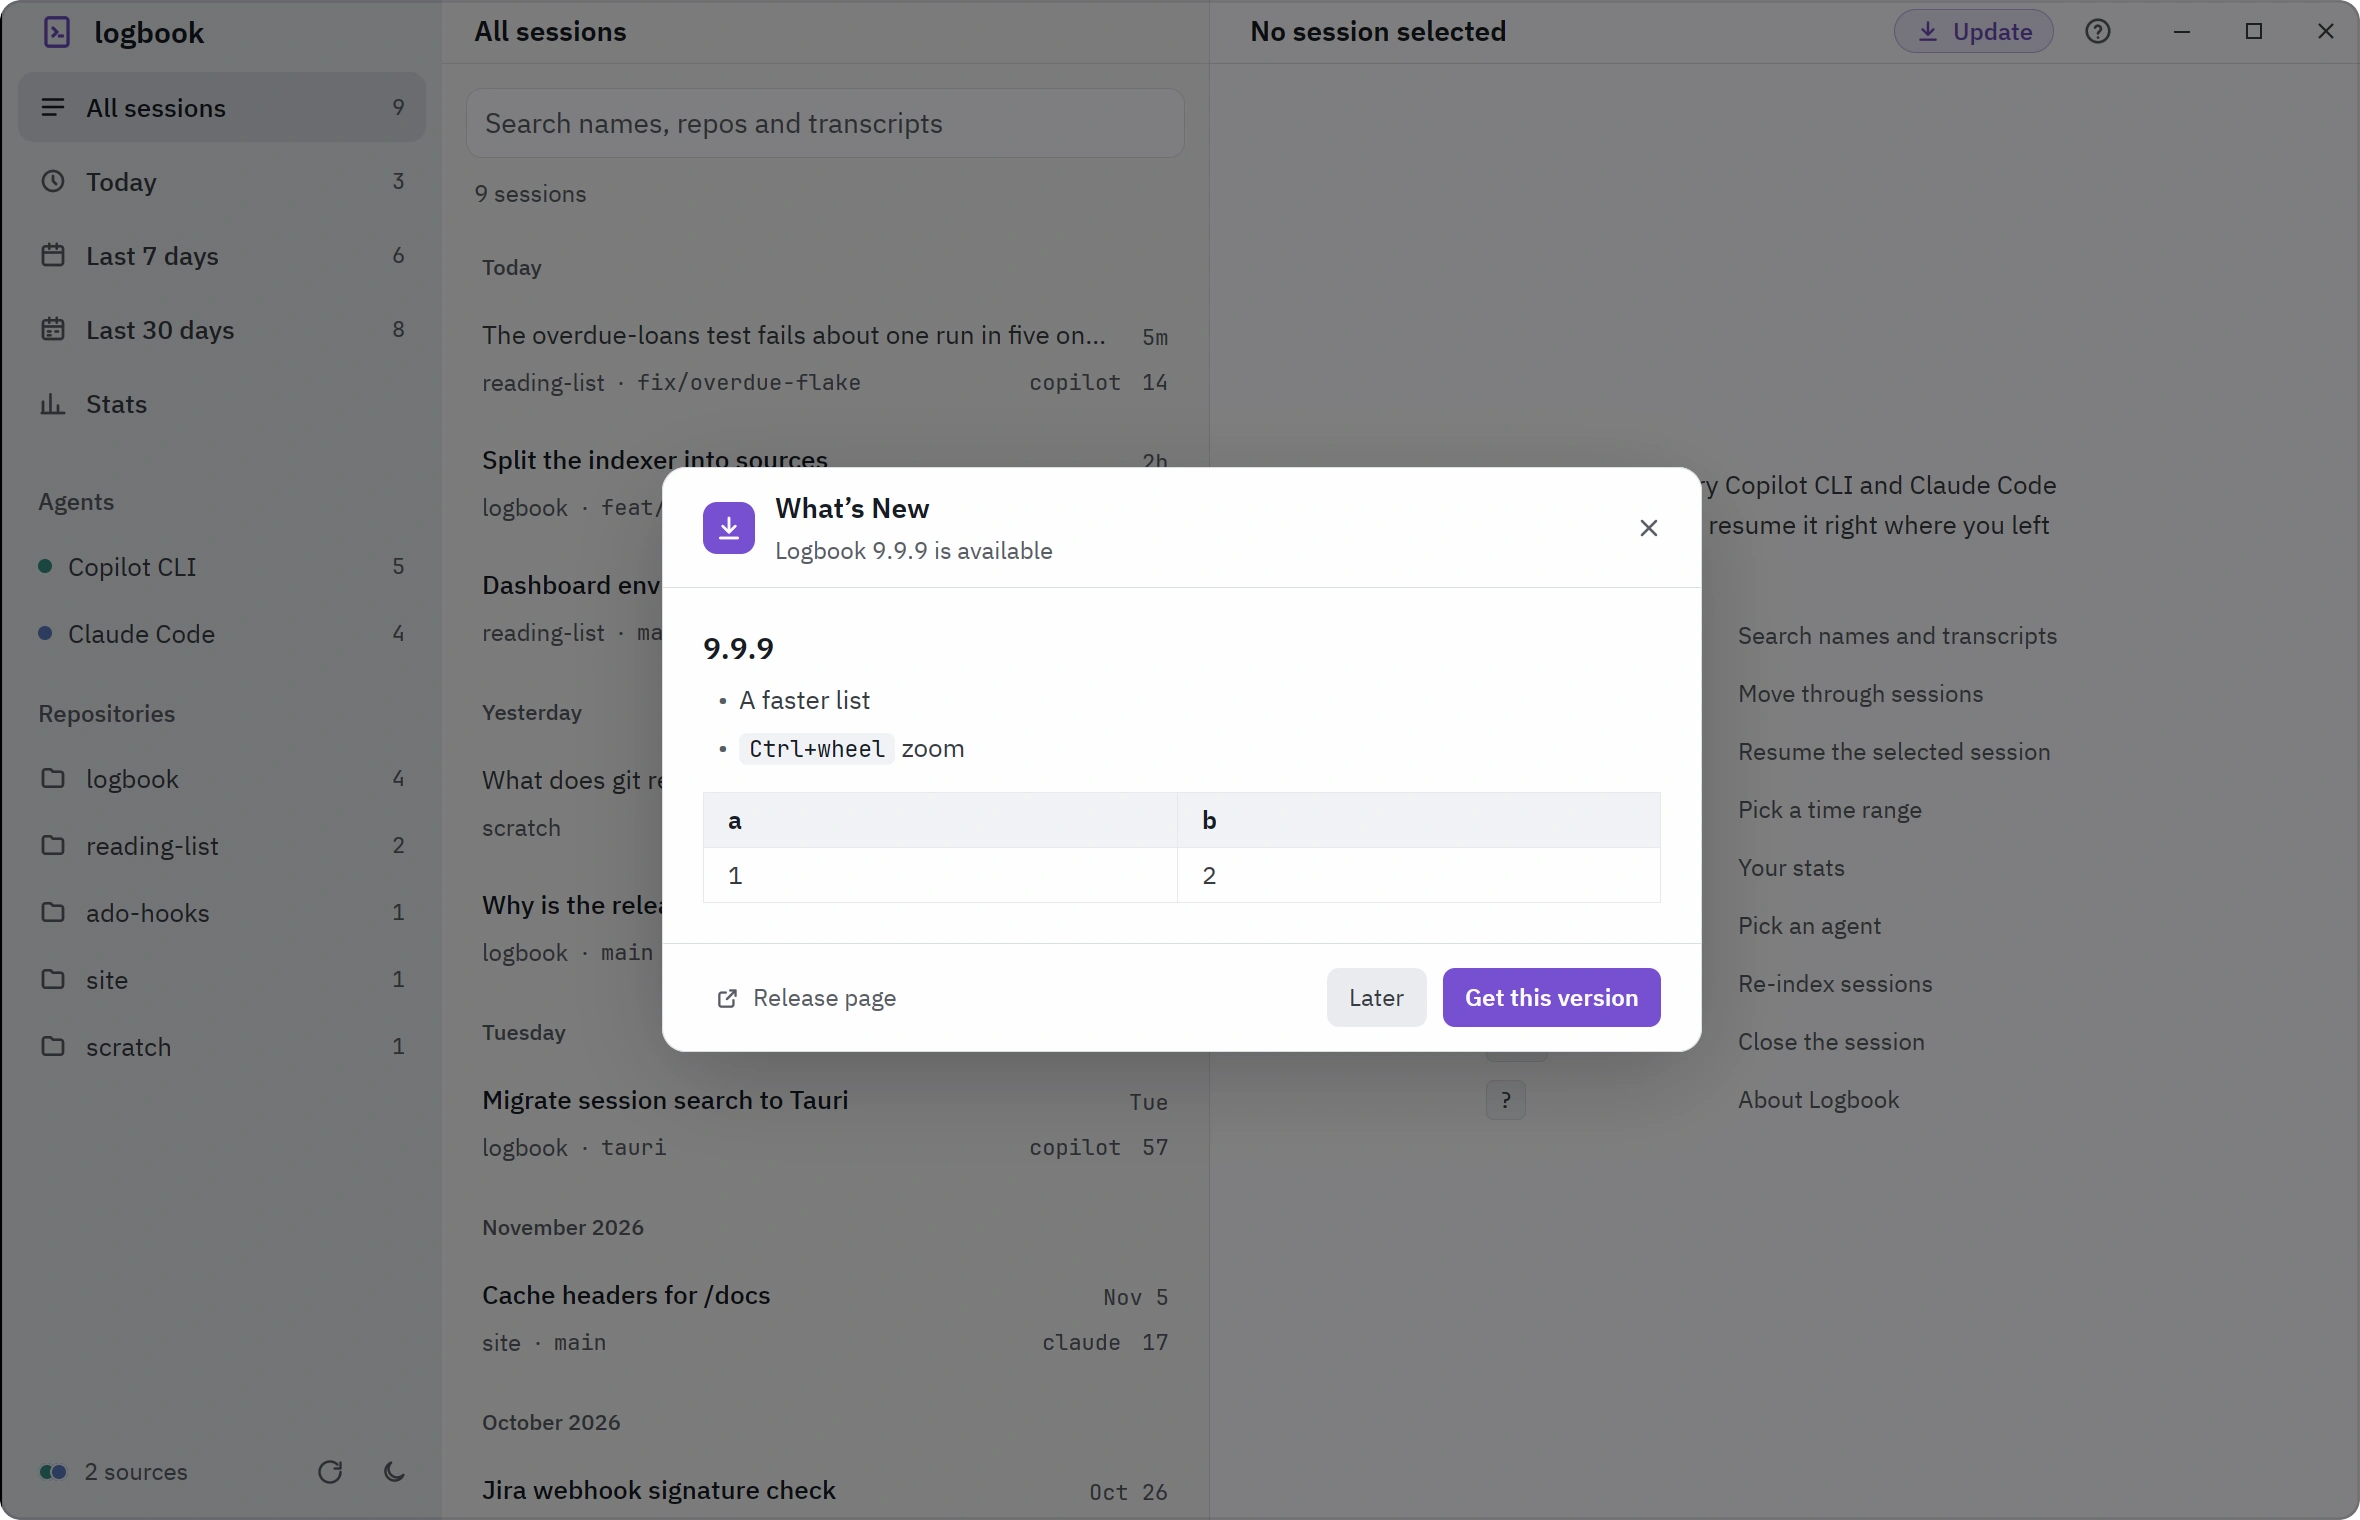 logbook
All sessions 9
Today 3
Last 7 days 6
Last 30 days 8
Stats
Agents
Copilot CLI 5
Claude Code 4
Repositories
logbook 4
reading-list 2
ado-hooks 1
site 1
scratch 1
2 sources
All sessions
Search names, repos and transcripts
9 sessions
Today
The overdue-loans test fails about one run in five on... 5m
reading-list · fix/overdue-flake copilot 14
Split the indexer into sources 2h
logbook · feat/
Dashboard env
reading-list · ma
Yesterday
What does git re
scratch
Why is the relea
logbook · main
Tuesday
Migrate session search to Tauri Tue
logbook · tauri copilot 57
November 2026
Cache headers for /docs Nov 5
site · main claude 17
October 2026
Jira webhook signature check Oct 26
No session selected
Update
Copilot CLI and Claude Code
resume it right where you left
Search names and transcripts
Move through sessions
Resume the selected session
Pick a time range
Your stats
Pick an agent
Re-index sessions
Close the session
? About Logbook
What’s New
Logbook 9.9.9 is available
9.9.9
• A faster list
• Ctrl+wheel zoom
a b
1 2
Release page
Later
Get this version